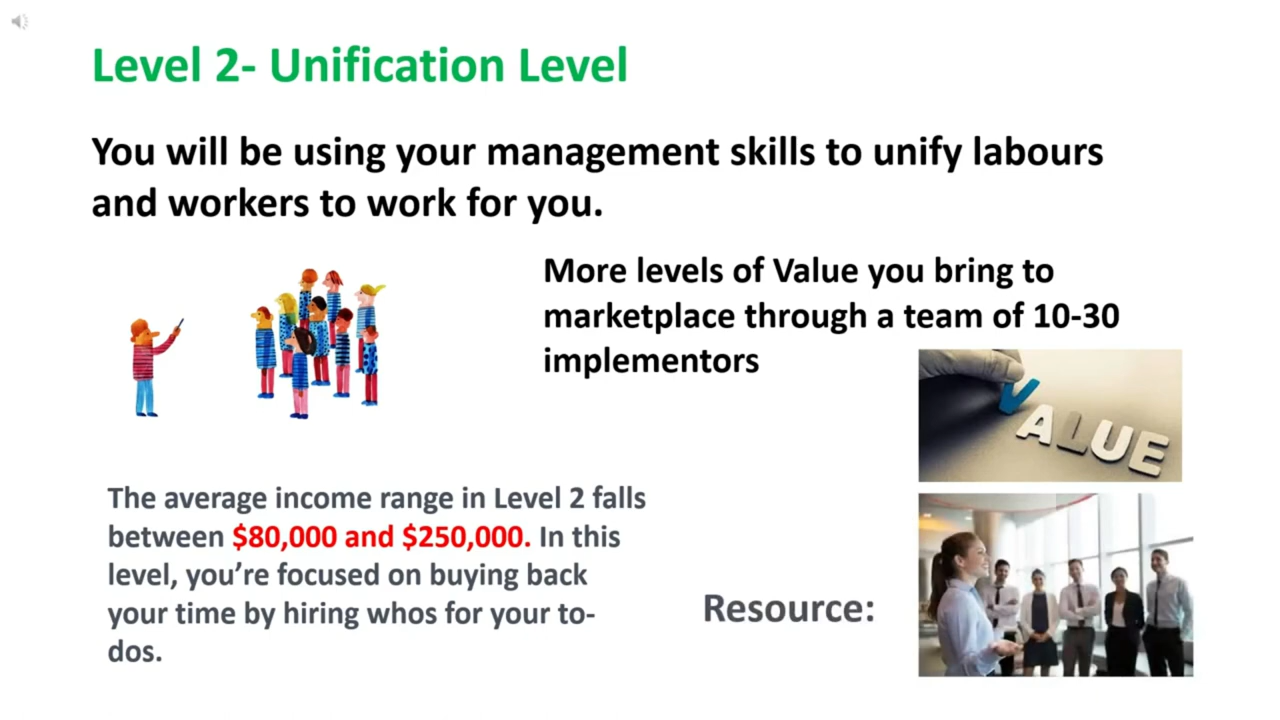 Level 2- Unification Level
You will be using your management skills to unify labours
and workers to work for you.
More levels of Value you bring to
marketplace through a team of 10-30
implementors
VALUE
The average income range in Level 2 falls
between $80,000 and $250,000. In this
level, you’re focused on buying back
your time by hiring whos for your to-
dos.
Resource: